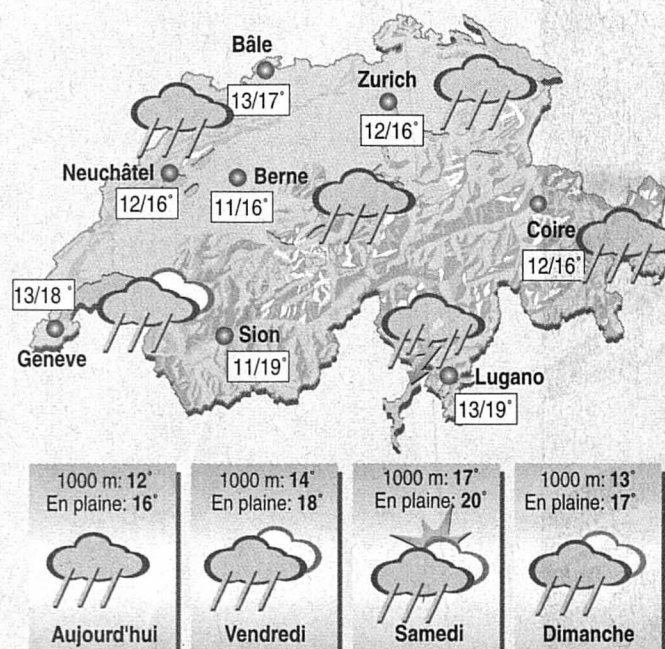 Bâle
13/17°
Zurich
12/16°
Neuchâtel
12/16°
Berne
11/16°
Coire
12/16°
13/18°
Genève
Sion
11/19°
Lugano
13/19°
1000 m: 12°
En plaine: 16°
Aujourd'hui
1000 m: 14°
En plaine: 18°
Vendredi
1000 m: 17°
En plaine: 20°
Samedi
1000 m: 13°
En plaine: 17°
Dimanche